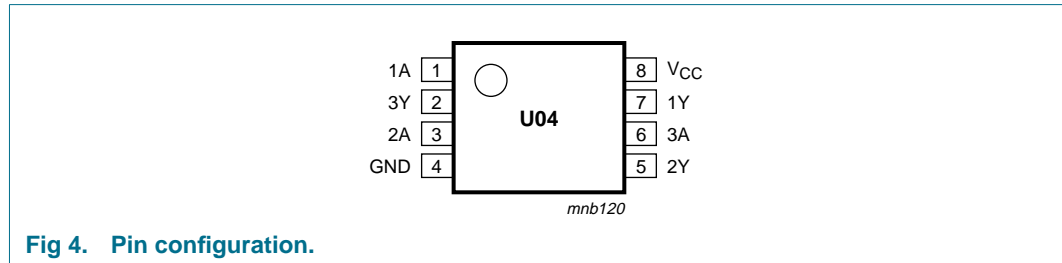 1A 1 8 VCC
3Y 2 U04 7 1Y
2A 3 6 3A
GND 4 5 2Y
mnb120
Fig 4. Pin configuration.